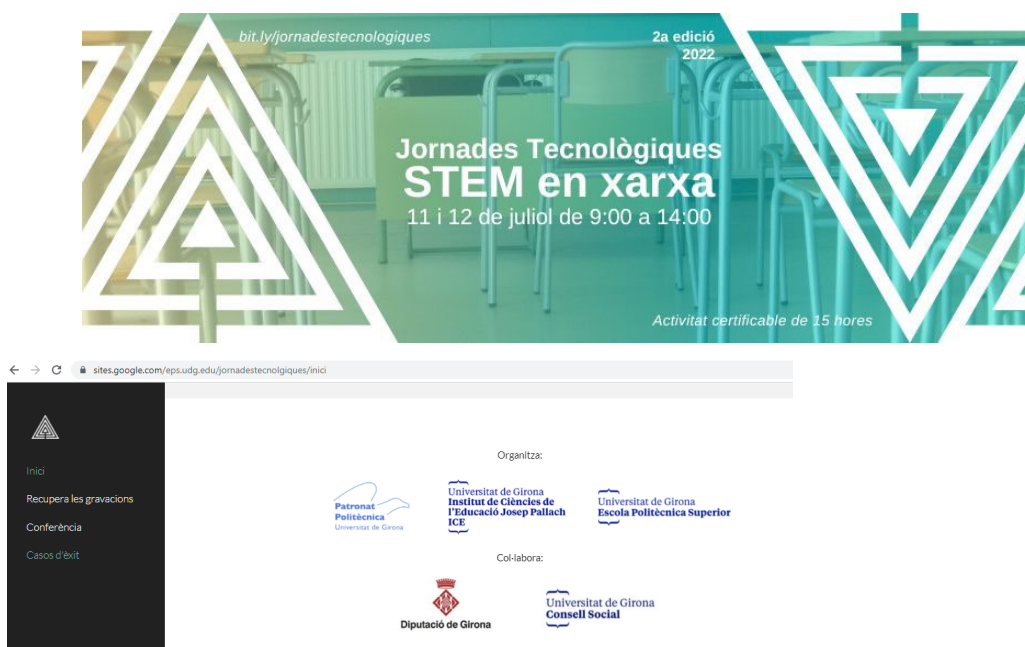 bit.ly/jornadestecnologiques
2a edició
2022
Jornades Tecnològiques
STEM en xarxa
11 i 12 de juliol de 9:00 a 14:00
Activitat certificable de 15 hores
sites.google.com/eps.udg.edu/jornadestecnolgiques/inici
Inici
Recupera les gravacions
Conferència
Casos d'èxit
Organitza:
Patronat
Politècnica
Universitat de Girona
Universitat de Girona
Institut de Ciències de
l'Educació Josep Pallach
ICE
Universitat de Girona
Escola Politècnica Superior
Col·labora:
Diputació de Girona
Universitat de Girona
Consell Social